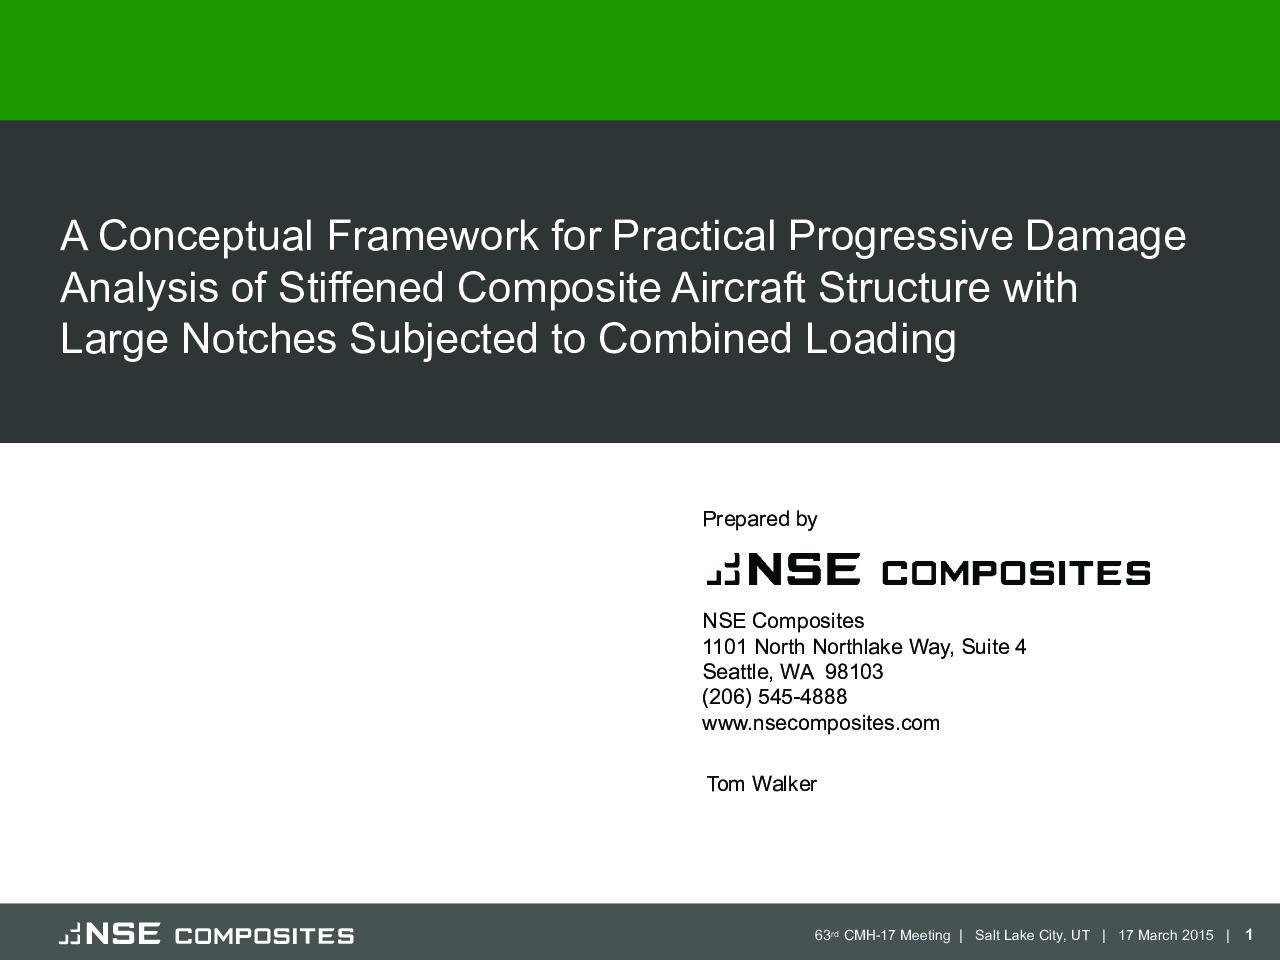 A Conceptual Framework for Practical Progressive Damage
Analysis of Stiffened Composite Aircraft Structure with
Large Notches Subjected to Combined Loading
Prepared by
NSE COMPOSITES
NSE Composites
1101 North Northlake Way, Suite 4
Seattle, WA  98103
(206) 545-4888
www.nsecomposites.com
Tom Walker
NSE COMPOSITES
63rd CMH-17 Meeting | Salt Lake City, UT | 17 March 2015 | 1